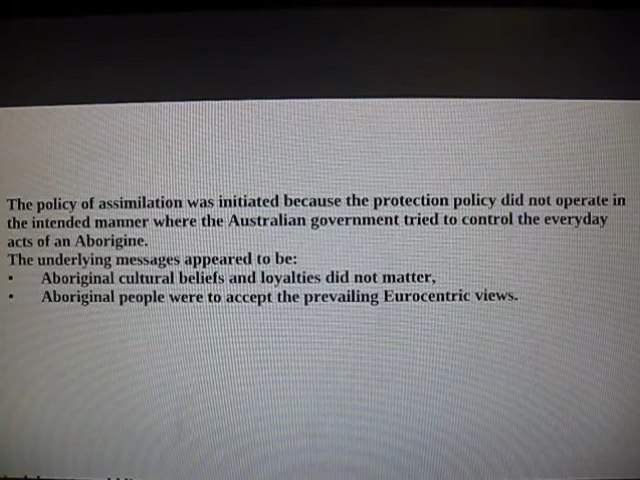 The policy of assimilation was initiated because the protection policy did not operate in
the intended manner where the Australian government tried to control the everyday
acts of an Aborigine.
The underlying messages appeared to be:
• Aboriginal cultural beliefs and loyalties did not matter,
• Aboriginal people were to accept the prevailing Eurocentric views.